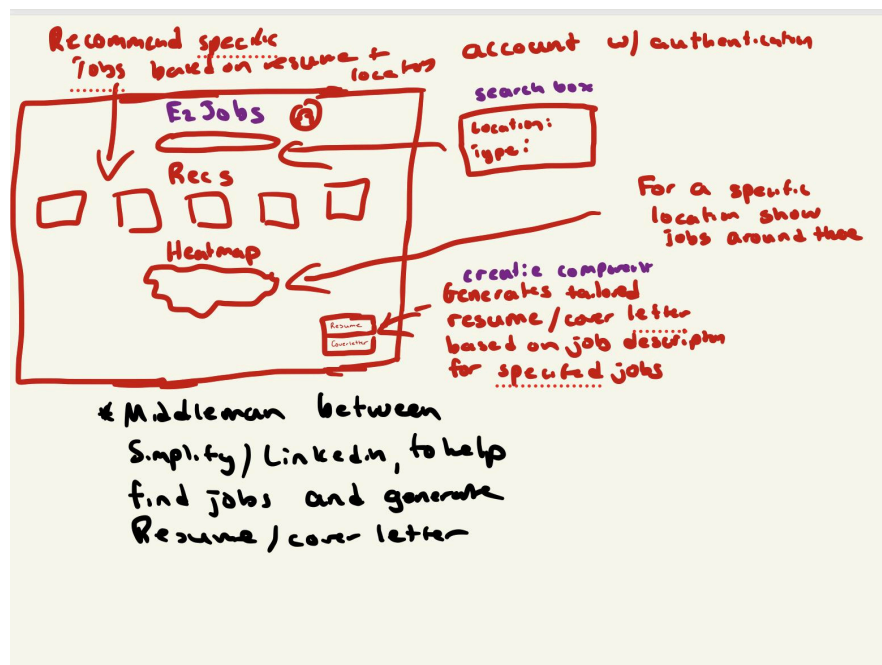 Recommend specific
Jobs based on resume +
location
account w/ authentication
EzJobs
search box
Location:
Type:
Recs
For a specific
location show
jobs around there
Heatmap
creative component
Generates tailored
resume/cover letter
based on job description
for specified jobs
Resume
Coverletter
* Middleman between
Simplify/LinkedIn, to help
find jobs and generate
Resume/cover letter